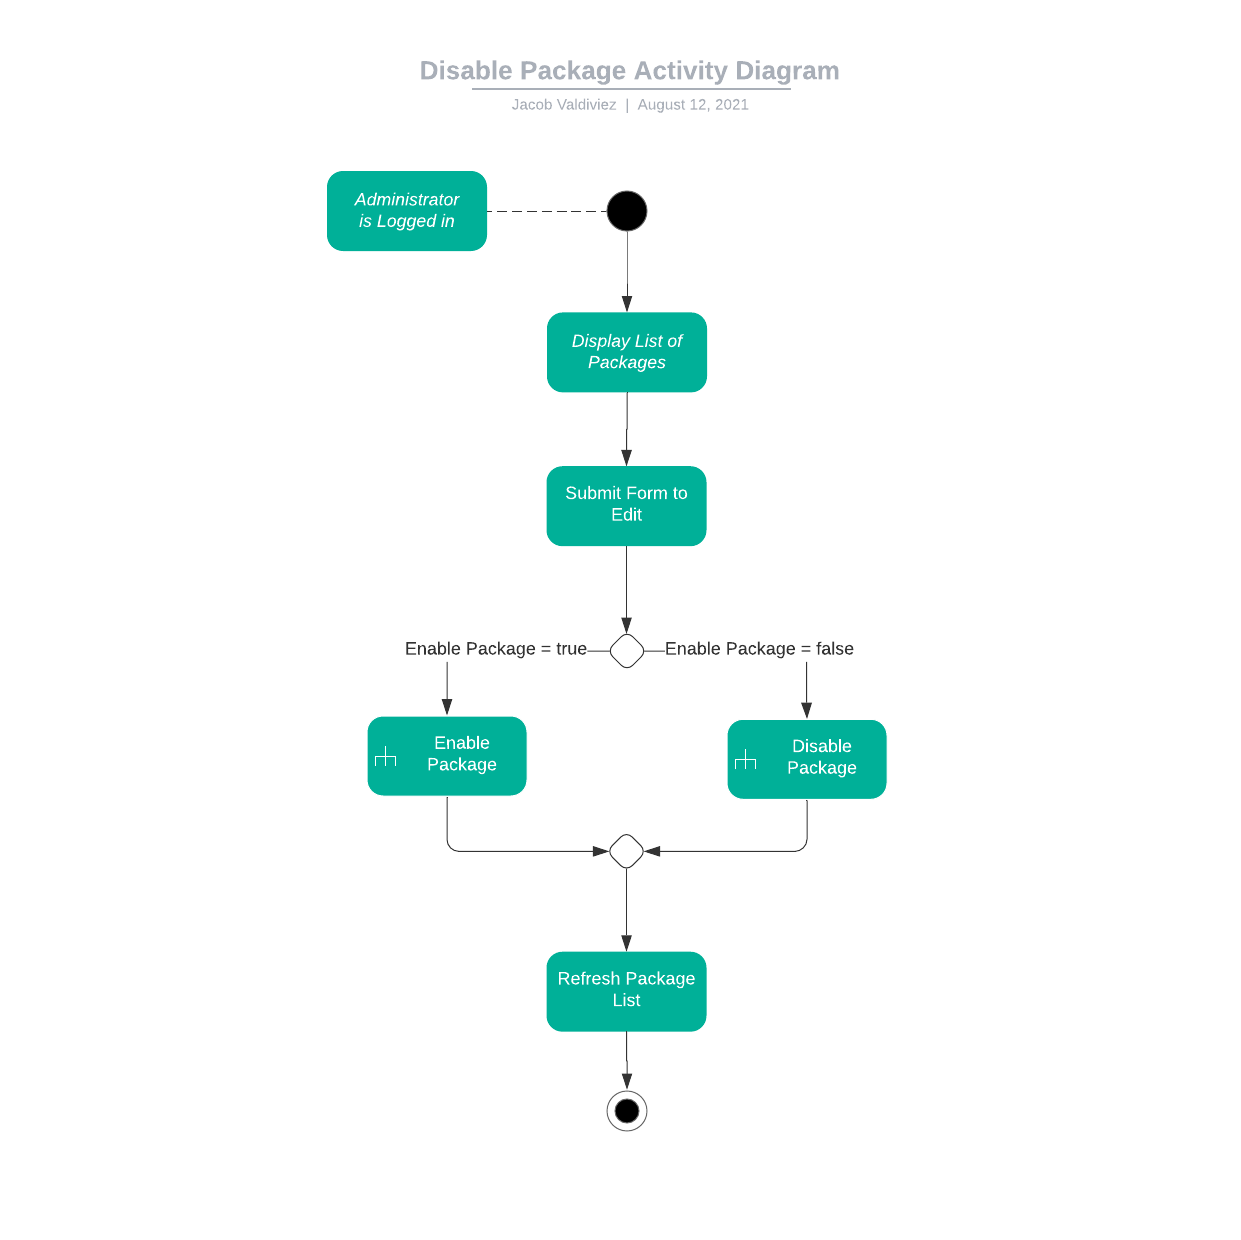 Disable Package Activity Diagram
Jacob Valdiviez | August 12, 2021
Administrator
is Logged in
Display List of
Packages
Submit Form to
Edit
Enable Package = true
Enable Package = false
Enable
Package
Disable
Package
Refresh Package
List